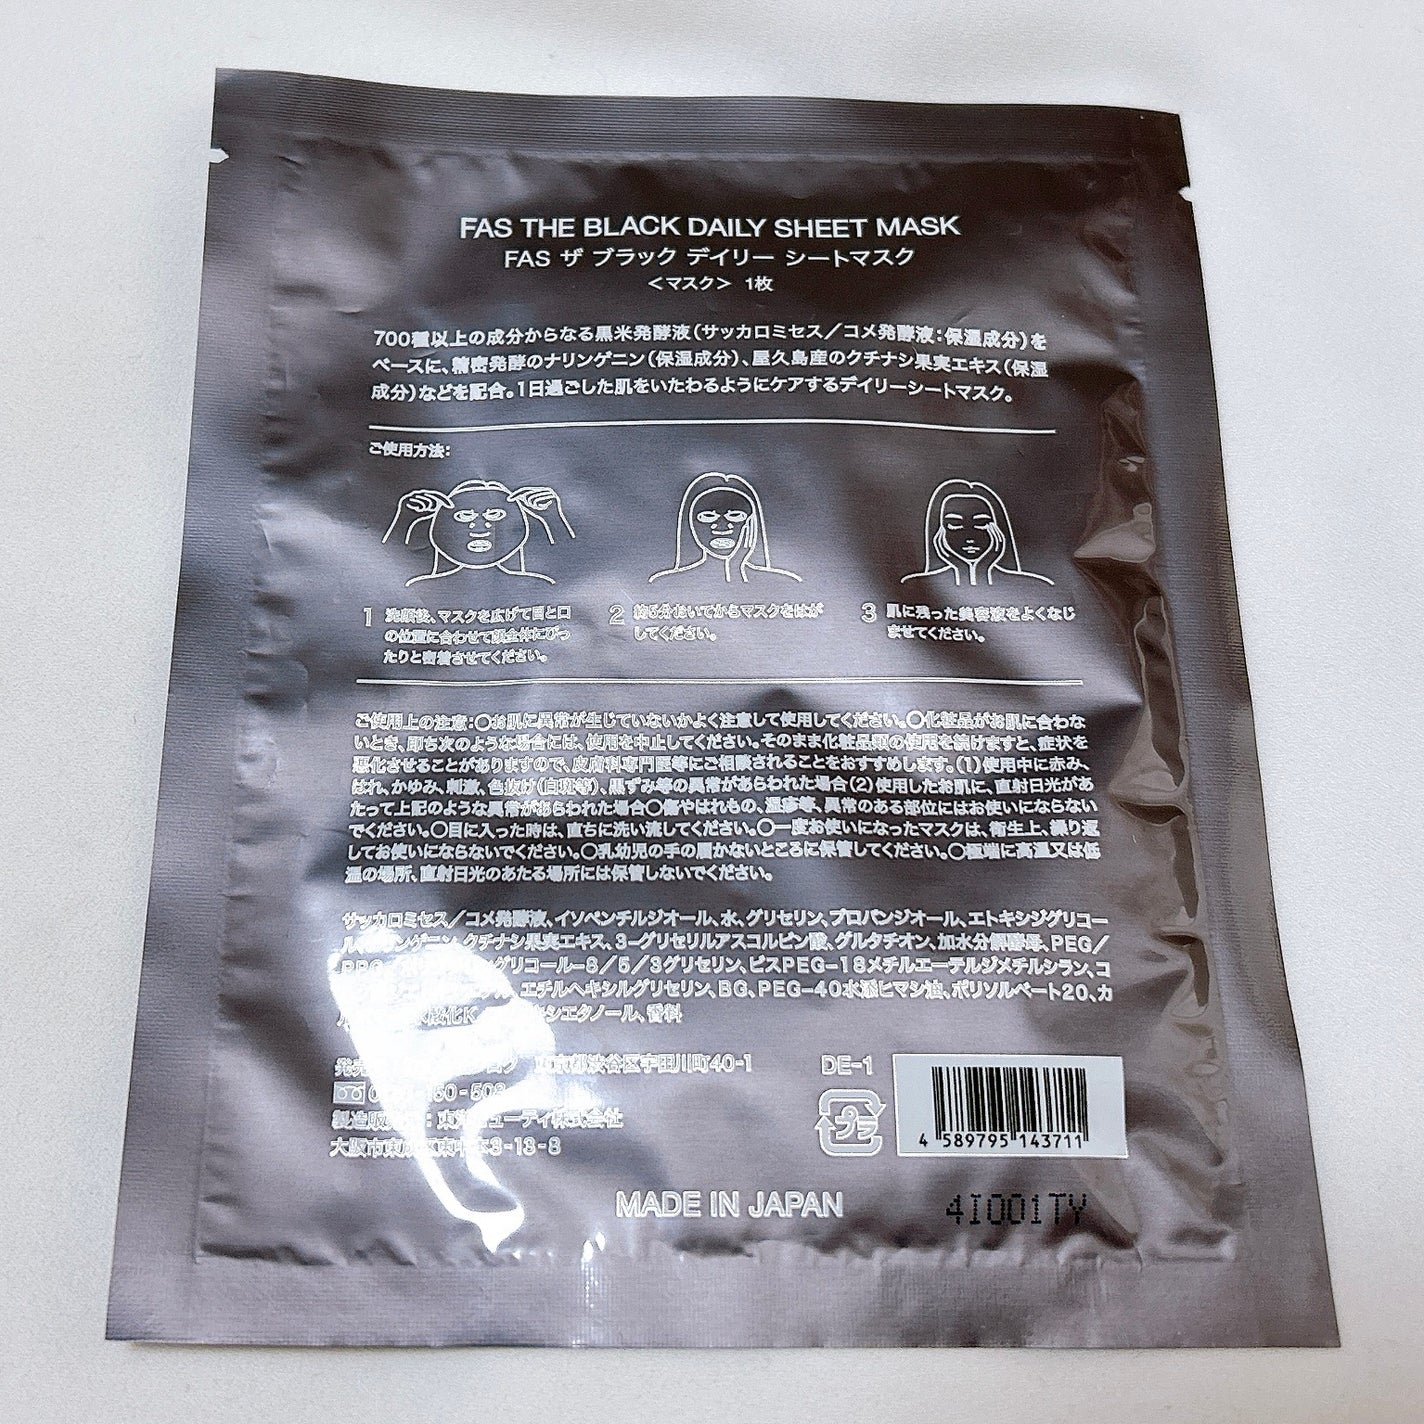 FAS THE BLACK DAILY SHEET MASK
FAS ザ ブラック デイリー シートマスク
＜マスク＞ 1枚
700種以上の成分からなる黒米発酵液（サッカロミセス／コメ発酵液：保湿成分）を
ベースに、精密発酵のナリンゲニン（保湿成分）、屋久島産のクチナシ果実エキス（保湿
成分）などを配合。1日過ごした肌をいたわるようにケアするデイリーシートマスク。
ご使用方法：
1 洗顔後、マスクを広げて目と口
の位置に合わせて顔全体にぴっ
たりと密着させてください。
2 約5分おいてからマスクをはが
してください。
3 肌に残った美容液をよくなじ
ませてください。
ご使用上の注意：○お肌に異常が生じていないかよく注意して使用してください。○化粧品がお肌に合わな
いとき、即ち次のような場合には、使用を中止してください。そのまま化粧品類の使用を続けますと、症状を
悪化させることがありますので、皮膚科専門医等にご相談されることをおすすめします。（1）使用中に赤み、
はれ、かゆみ、刺激、色抜け（白斑等）、黒ずみ等の異常があらわれた場合（2）使用したお肌に、直射日光があ
たって上記のような異常があらわれた場合○傷やはれもの、湿疹等、異常のある部位にはお使いにならない
でください。○目に入った時は、直ちに洗い流してください。○一度お使いになったマスクは、衛生上、繰り返
してお使いにならないでください。○乳幼児の手の届かないところに保管してください。○極端に高温又は低
温の場所、直射日光のあたる場所には保管しないでください。
サッカロミセス／コメ発酵液、イソペンチルジオール、水、グリセリン、プロパンジオール、エトキシジグリコー
ンゲニン、クチナシ果実エキス、3-グリセリルアスコルビン酸、グルタチオン、加水分解酵母、PEG／
グリコール-8／5／3グリセリン、ビスPEG-18メチルエーテルジメチルシラン、コ
エチルヘキシルグリセリン、BG、PEG-40水添ヒマシ油、ポリソルベート20、カ
酸化K シエタノール、香料
発売 東京都渋谷区宇田川町40-1
製造販 東洋ビューティ株式会社
大阪市東 3-13-8
DE-1
プラ
4 589795 143711
MADE IN JAPAN
4I001TY